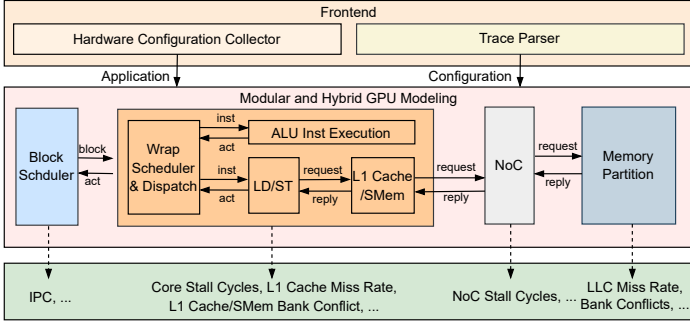 Frontend
Hardware Configuration Collector
Trace Parser
Application
Configuration
Modular and Hybrid GPU Modeling
Block
Schduler
block
act
Wrap
Scheduler
& Dispatch
inst
act
ALU Inst Execution
inst
act
LD/ST
request
reply
L1 Cache
/SMem
request
reply
NoC
request
reply
Memory
Partition
IPC, ...
Core Stall Cycles, L1 Cache Miss Rate,
L1 Cache/SMem Bank Conflict, ...
NoC Stall Cycles, ...
LLC Miss Rate,
Bank Conflicts, ...